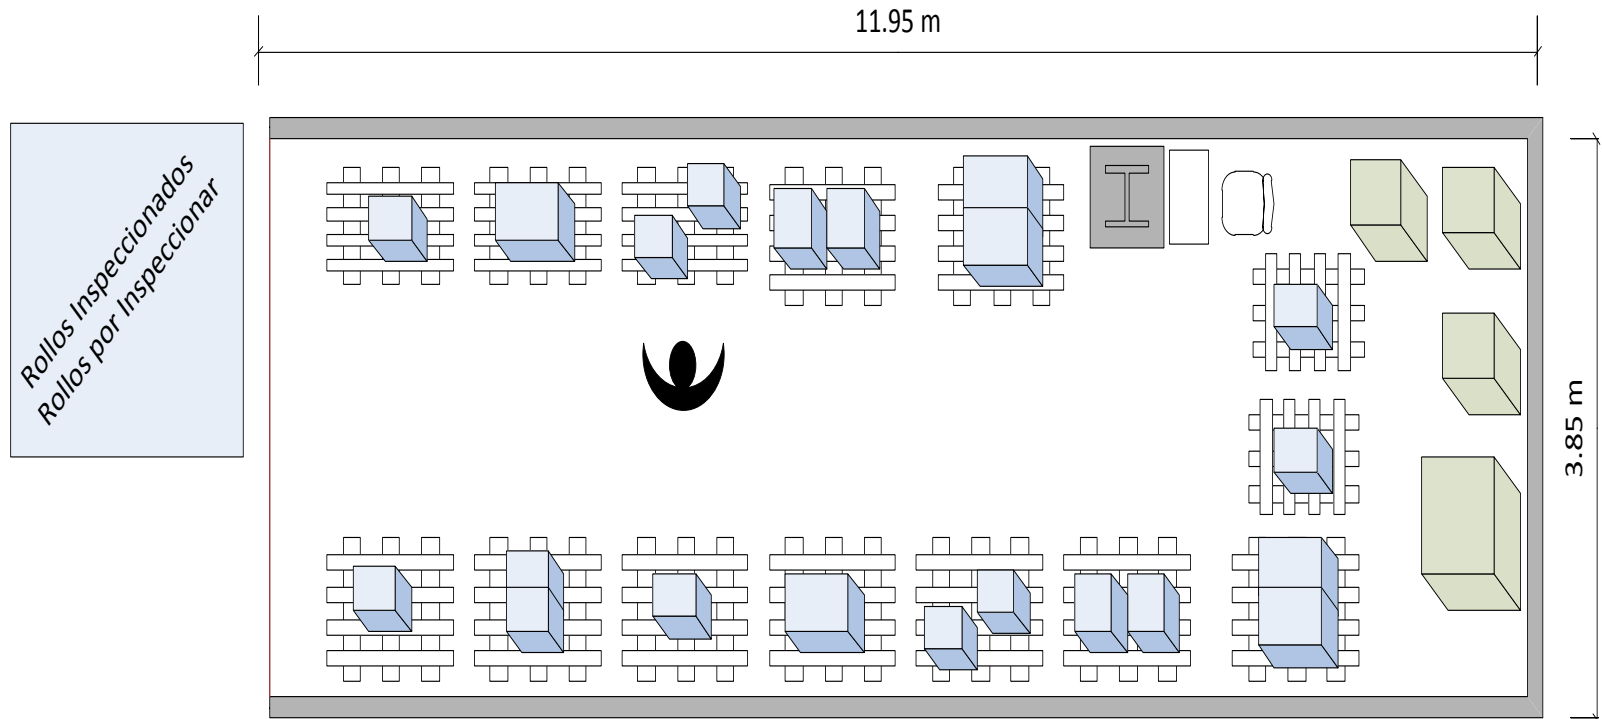 11.95 m
Rollos Inspeccionados
Rollos por Inspeccionar
3.85 m